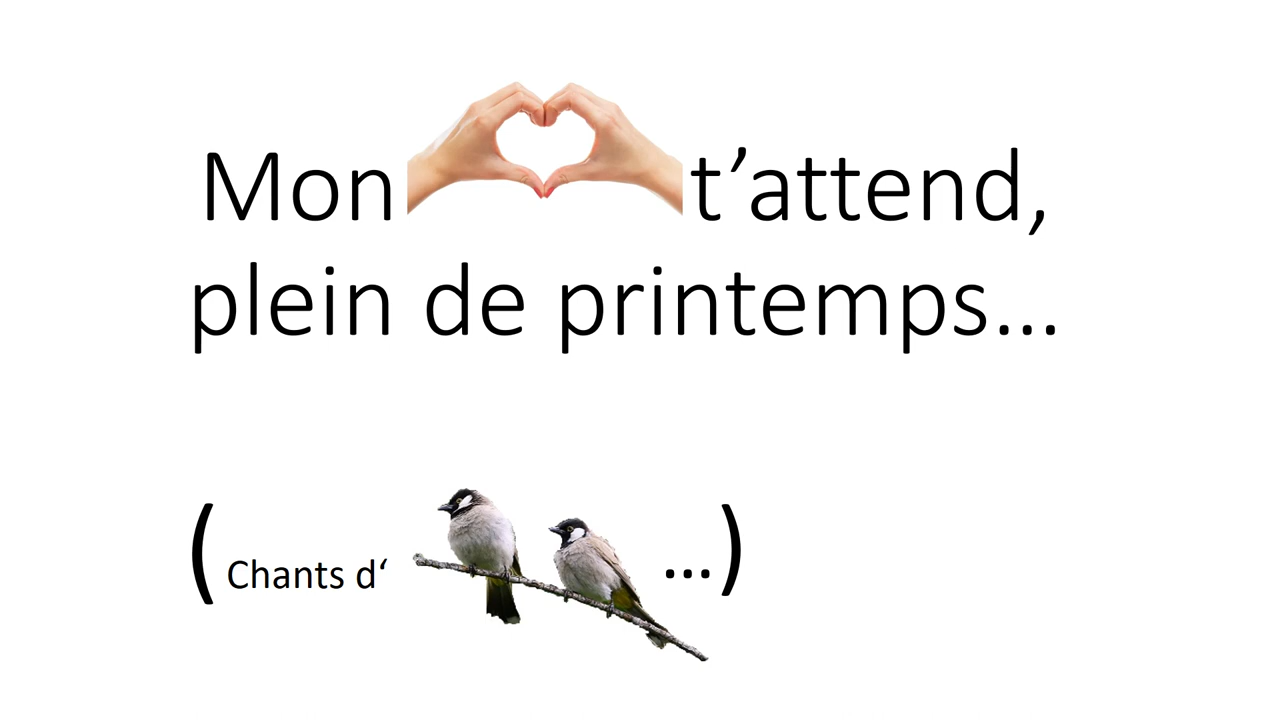 Mon t’attend,
plein de printemps...
(Chants d‘ ...)